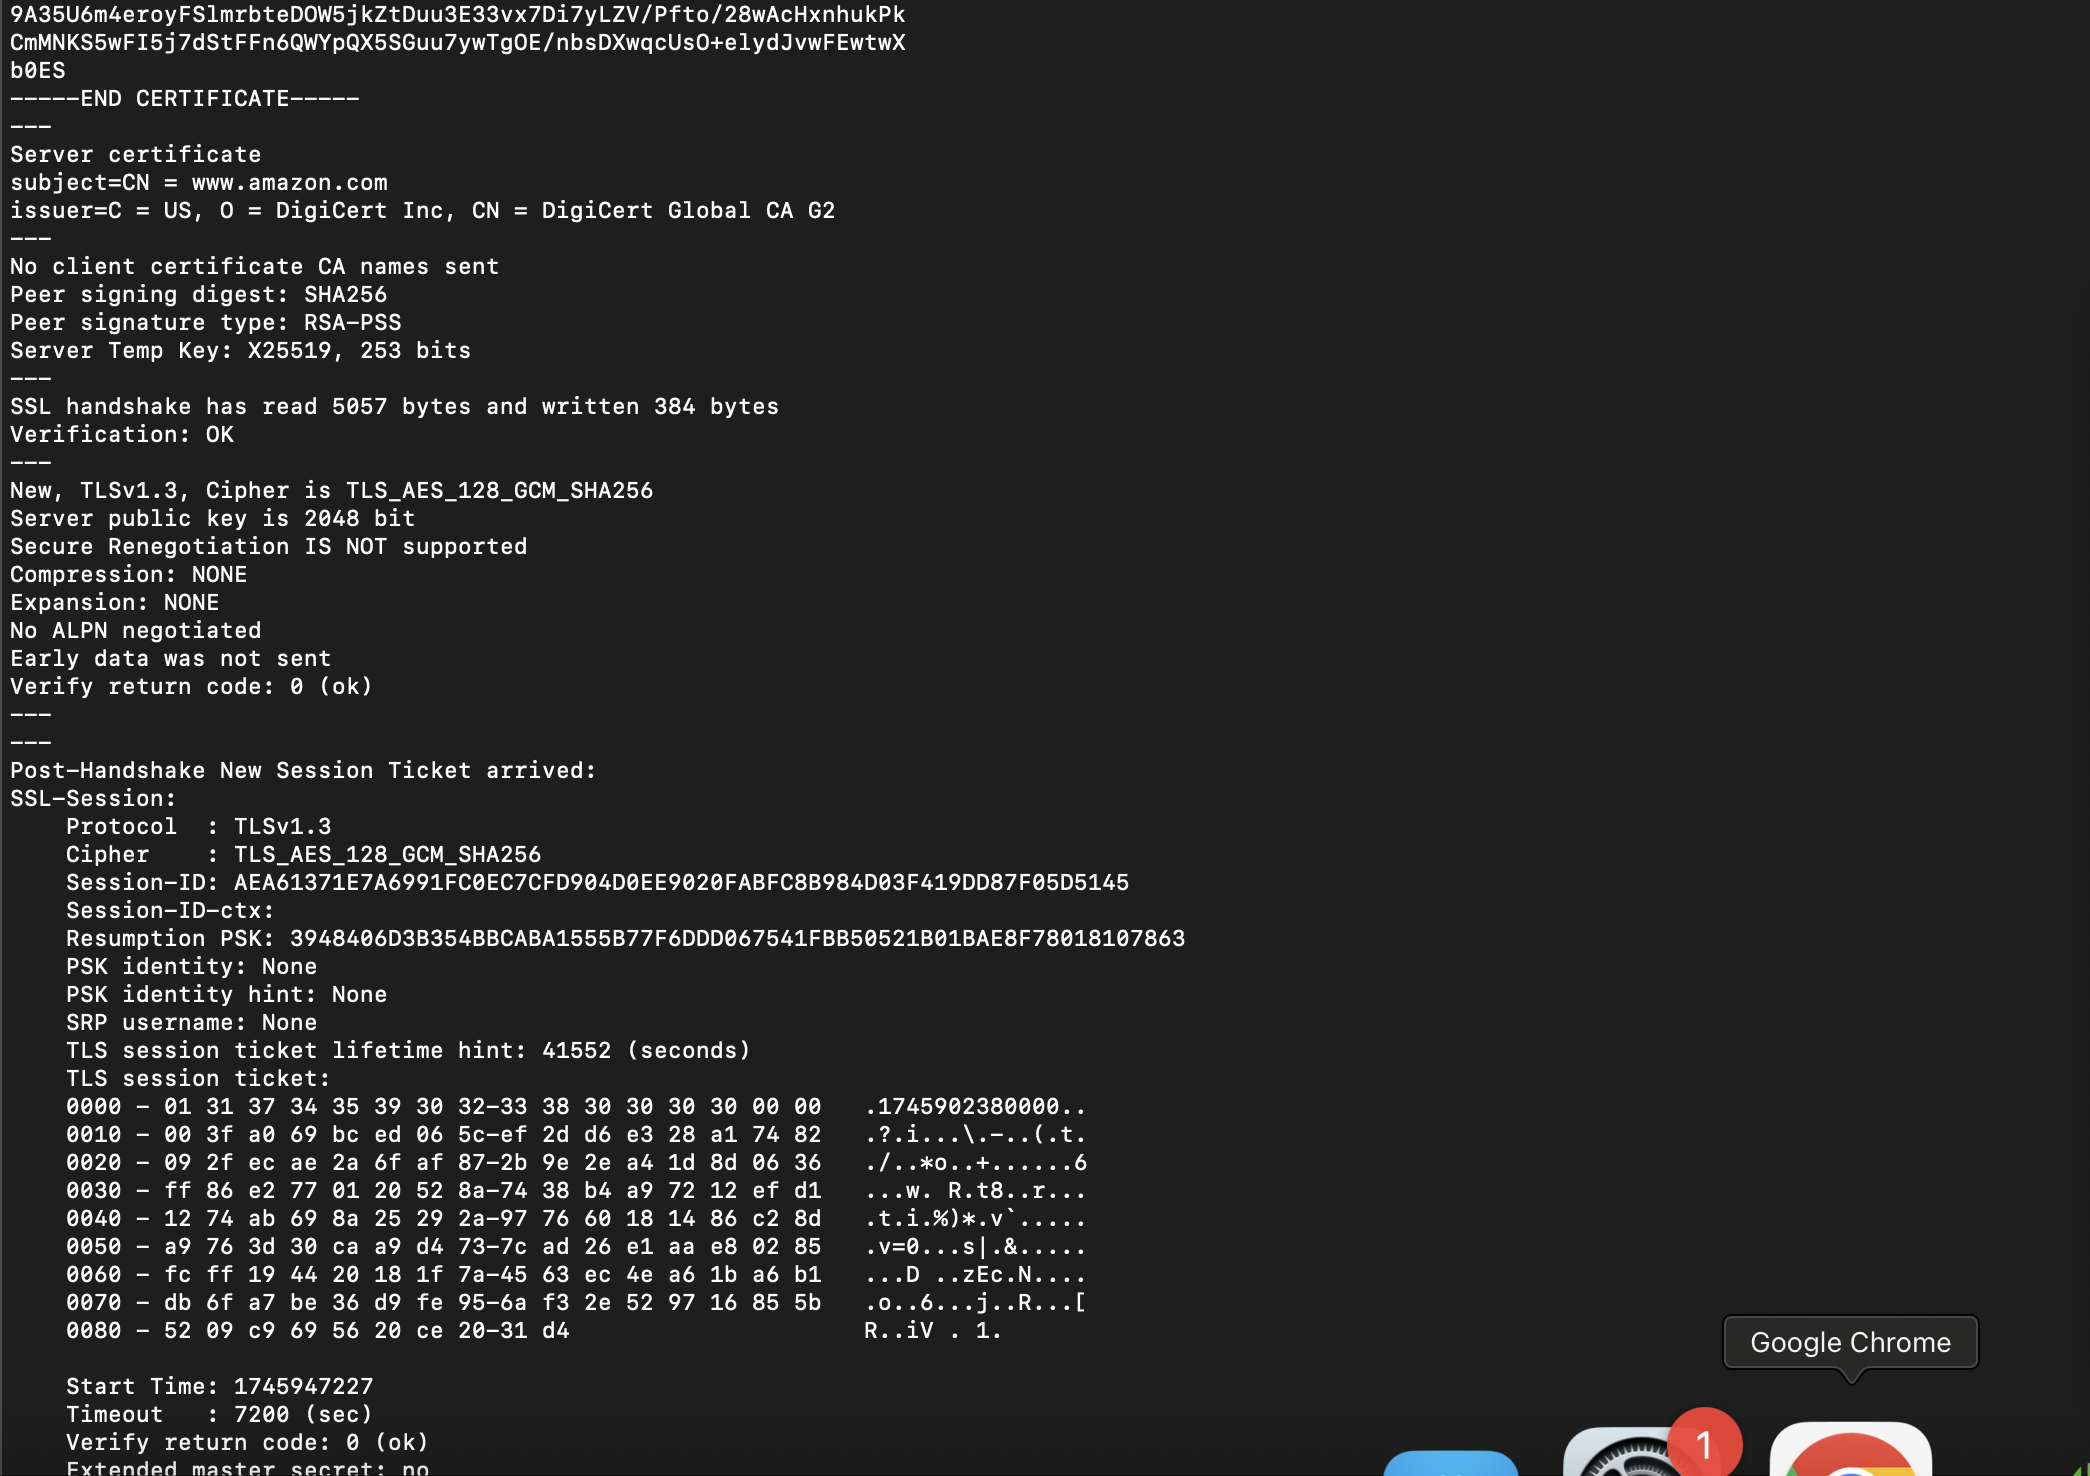 9A35U6m4eroyFSlmrbteDOW5jkZtDuu3E33vx7Di7yLZV/Pfto/28wAcHxnhukPk
CmMNKS5wFI5j7dStFFn6QWYpQX5SGuu7ywTgOE/nbsDXwqcUsO+elydJvwFEwtwX
b0ES
-----END CERTIFICATE-----
---
Server certificate
subject=CN = www.amazon.com
issuer=C = US, O = DigiCert Inc, CN = DigiCert Global CA G2
---
No client certificate CA names sent
Peer signing digest: SHA256
Peer signature type: RSA-PSS
Server Temp Key: X25519, 253 bits
---
SSL handshake has read 5057 bytes and written 384 bytes
Verification: OK
---
New, TLSv1.3, Cipher is TLS_AES_128_GCM_SHA256
Server public key is 2048 bit
Secure Renegotiation IS NOT supported
Compression: NONE
Expansion: NONE
No ALPN negotiated
Early data was not sent
Verify return code: 0 (ok)
---
---
Post-Handshake New Session Ticket arrived:
SSL-Session:
    Protocol  : TLSv1.3
    Cipher    : TLS_AES_128_GCM_SHA256
    Session-ID: AEA61371E7A6991FC0EC7CFD904D0EE9020FABFC8B984D03F419DD87F05D5145
    Session-ID-ctx:
    Resumption PSK: 3948406D3B354BBCABA1555B77F6DDD067541FBB50521B01BAE8F78018107863
    PSK identity: None
    PSK identity hint: None
    SRP username: None
    TLS session ticket lifetime hint: 41552 (seconds)
    TLS session ticket:
    0000 - 01 31 37 34 35 39 30 32-33 38 30 30 30 30 00 00   .1745902380000..
    0010 - 00 3f a0 69 bc ed 06 5c-ef 2d d6 e3 28 a1 74 82   .?.i...\.-..(.t.
    0020 - 09 2f ec ae 2a 6f af 87-2b 9e 2e a4 1d 8d 06 36   ./..*o..+......6
    0030 - ff 86 e2 77 01 20 52 8a-74 38 b4 a9 72 12 ef d1   ...w. R.t8..r...
    0040 - 12 74 ab 69 8a 25 29 2a-97 76 60 18 14 86 c2 8d   .t.i.%)*.v`.....
    0050 - a9 76 3d 30 ca a9 d4 73-7c ad 26 e1 aa e8 02 85   .v=0...s|.&.....
    0060 - fc ff 19 44 20 18 1f 7a-45 63 ec 4e a6 1b a6 b1   ...D ..zEc.N....
    0070 - db 6f a7 be 36 d9 fe 95-6a f3 2e 52 97 16 85 5b   .o..6...j..R...[
    0080 - 52 09 c9 69 56 20 ce 20-31 d4                     R..iV . 1.
Google Chrome
    Start Time: 1745947227
    Timeout   : 7200 (sec)
    Verify return code: 0 (ok)
1
    Extended master secret: no